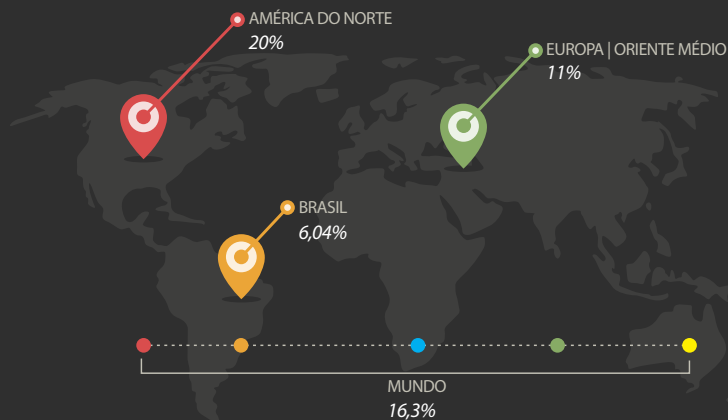 AMÉRICA DO NORTE
20%
EUROPA | ORIENTE MÉDIO
11%
BRASIL
6,04%
MUNDO
16,3%